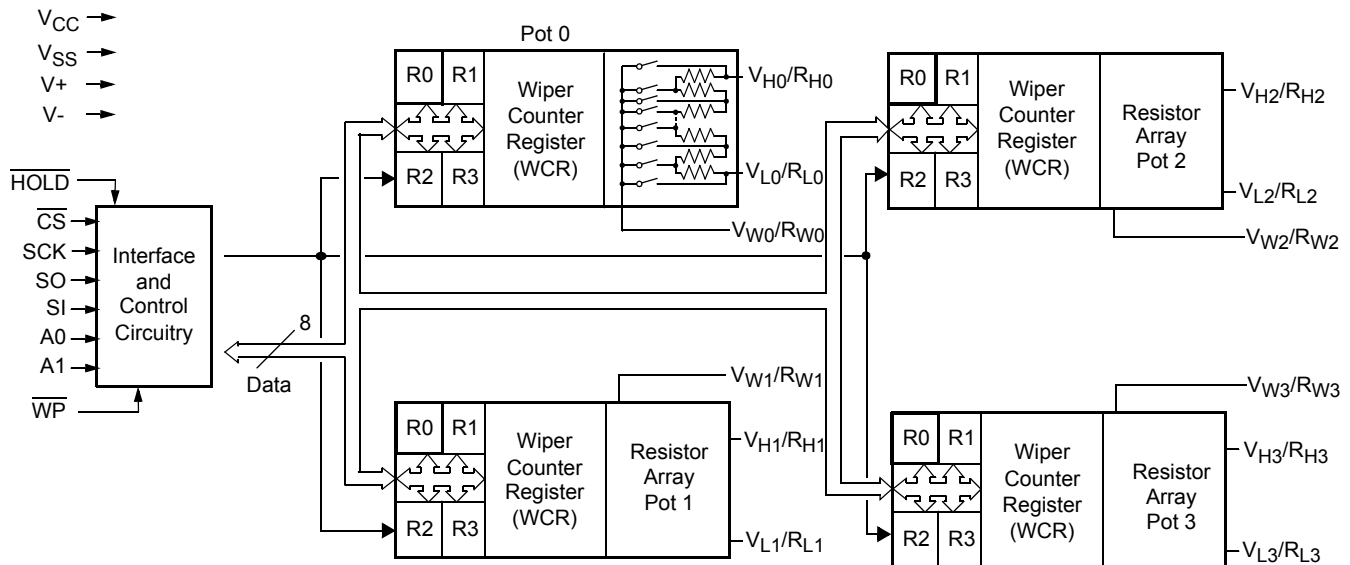 VCC
VSS
V+
V-
HOLD
CS
SCK
SO
SI
A0
A1
WP
Interface
and
Control
Circuitry
8
Data
Pot 0
R0 R1
R2 R3
Wiper
Counter
Register
(WCR)
VH0/RH0
VL0/RL0
VW0/RW0
R0 R1
R2 R3
Wiper
Counter
Register
(WCR)
Resistor
Array
Pot 2
VH2/RH2
VL2/RL2
VW2/RW2
R0 R1
R2 R3
Wiper
Counter
Register
(WCR)
Resistor
Array
Pot 1
VW1/RW1
VH1/RH1
VL1/RL1
R0 R1
R2 R3
Wiper
Counter
Register
(WCR)
Resistor
Array
Pot 3
VW3/RW3
VH3/RH3
VL3/RL3